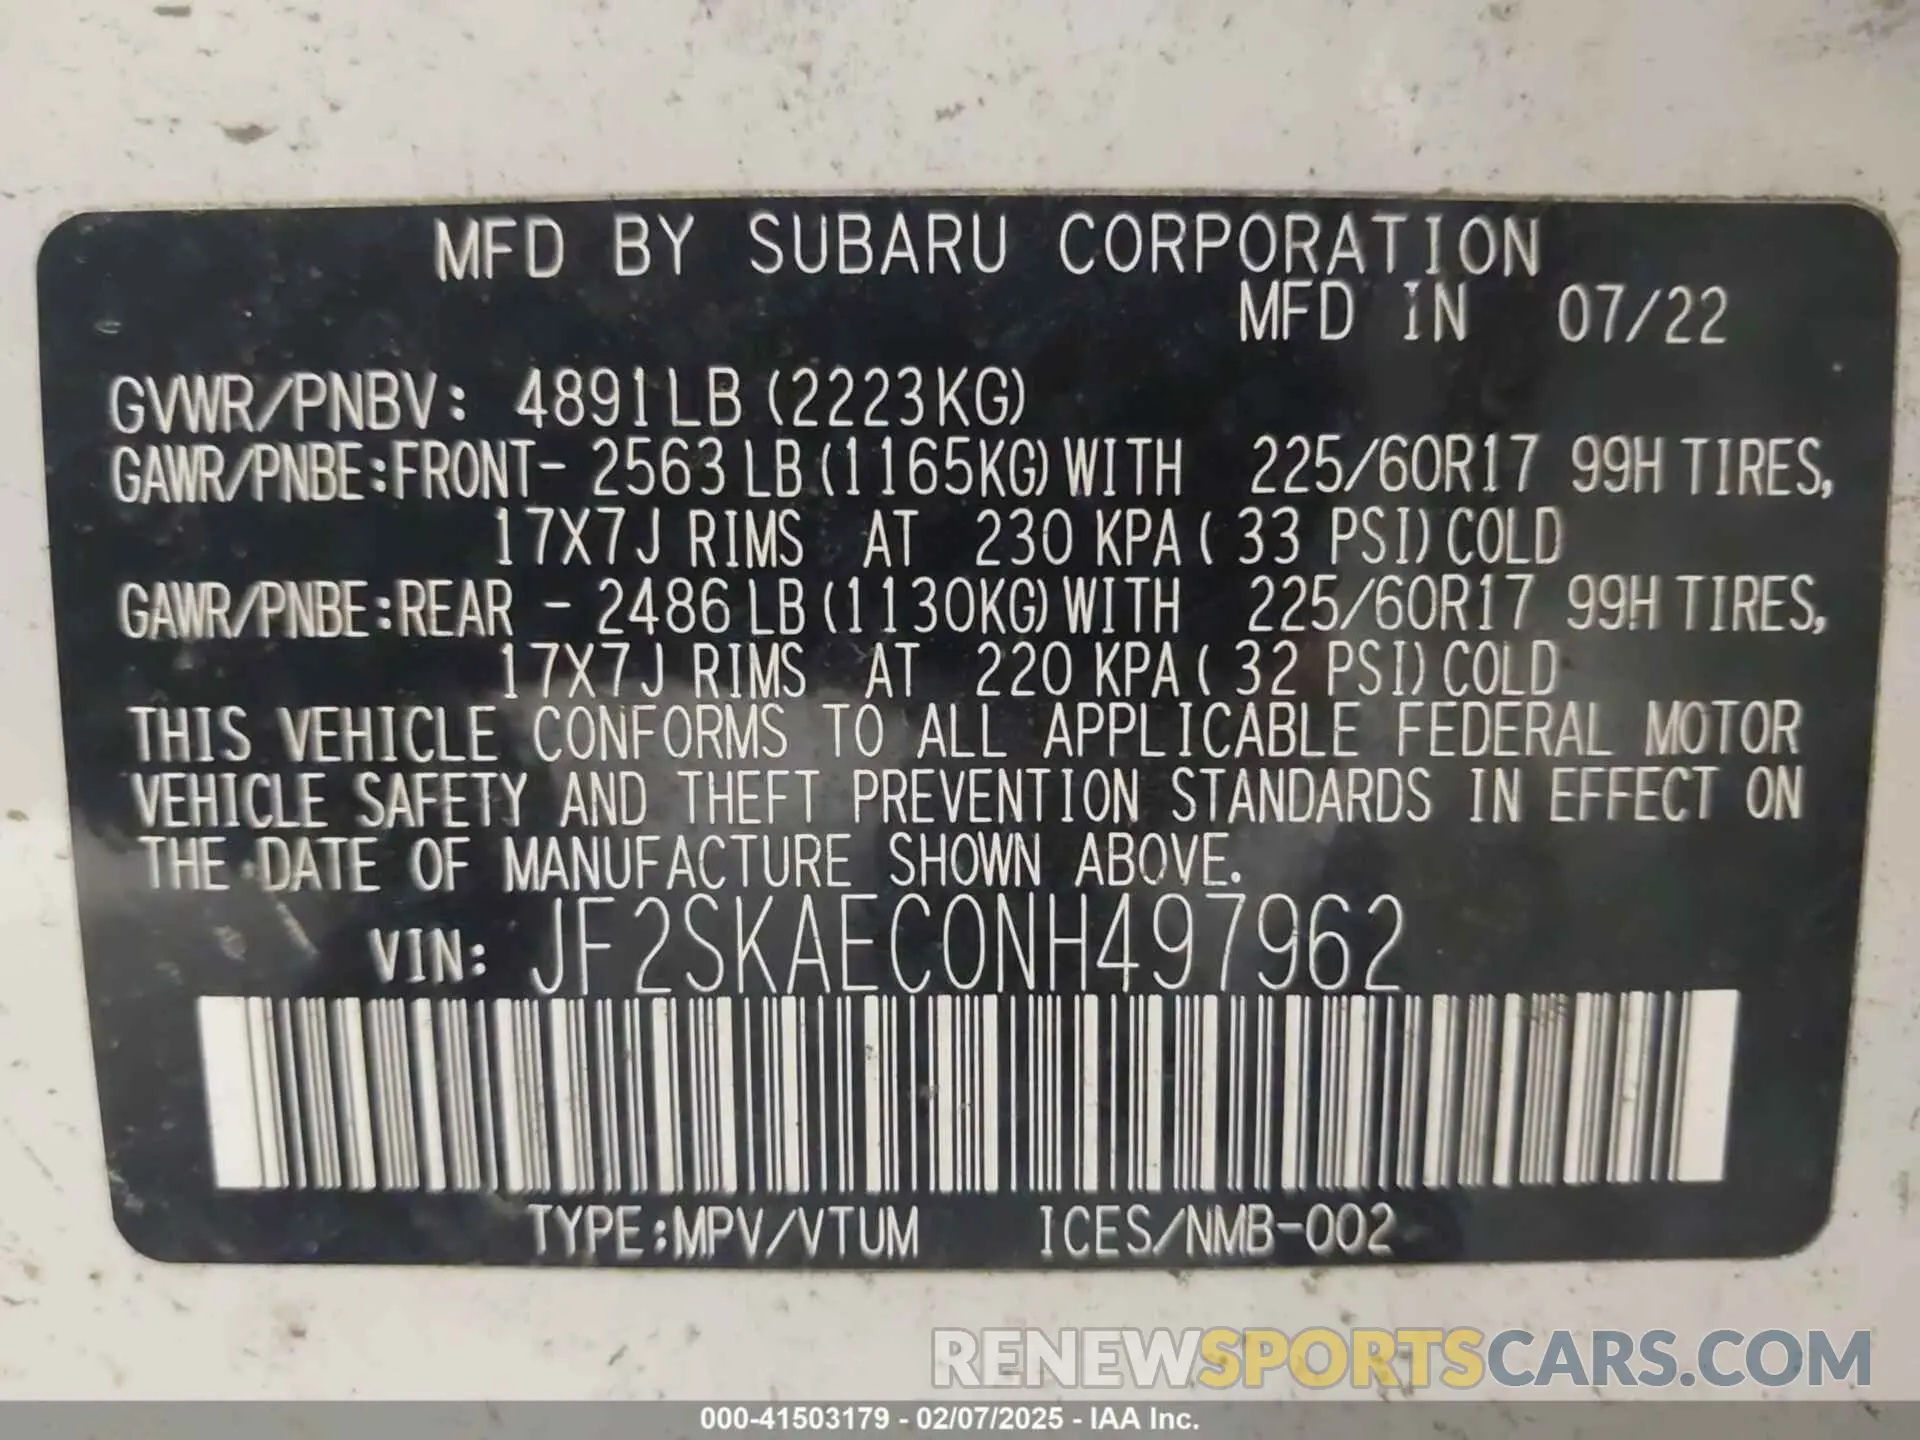 MFD BY SUBARU CORPORATION
MFD IN 07/22
GVWR/PNBV: 4891LB (2223KG)
GAWR/PNBE:FRONT- 2563 LB (1165KG) WITH 225/60R17 99H TIRES,
17X7J RIMS AT 230 KPA ( 33 PSI) COLD
GAWR/PNBE:REAR - 2486 LB (1130KG) WITH 225/60R17 99H TIRES,
17X7J RIMS AT 220 KPA ( 32 PSI) COLD
THIS VEHICLE CONFORMS TO ALL APPLICABLE FEDERAL MOTOR
VEHICLE SAFETY AND THEFT PREVENTION STANDARDS IN EFFECT ON
THE DATE OF MANUFACTURE SHOWN ABOVE.
VIN: JF2SKAEC0NH497962
TYPE:MPV/VTUM ICES/NMB-002
RENEWSPORTSCARS.COM
000-41503179 - 02/07/2025 - IAA Inc.